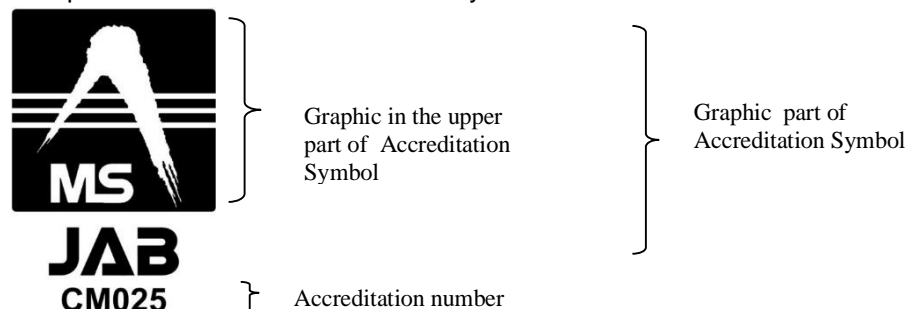 Graphic in the upper
part of Accreditation
Symbol
Graphic part of
Accreditation Symbol
MS
JAB
CM025
Accreditation number